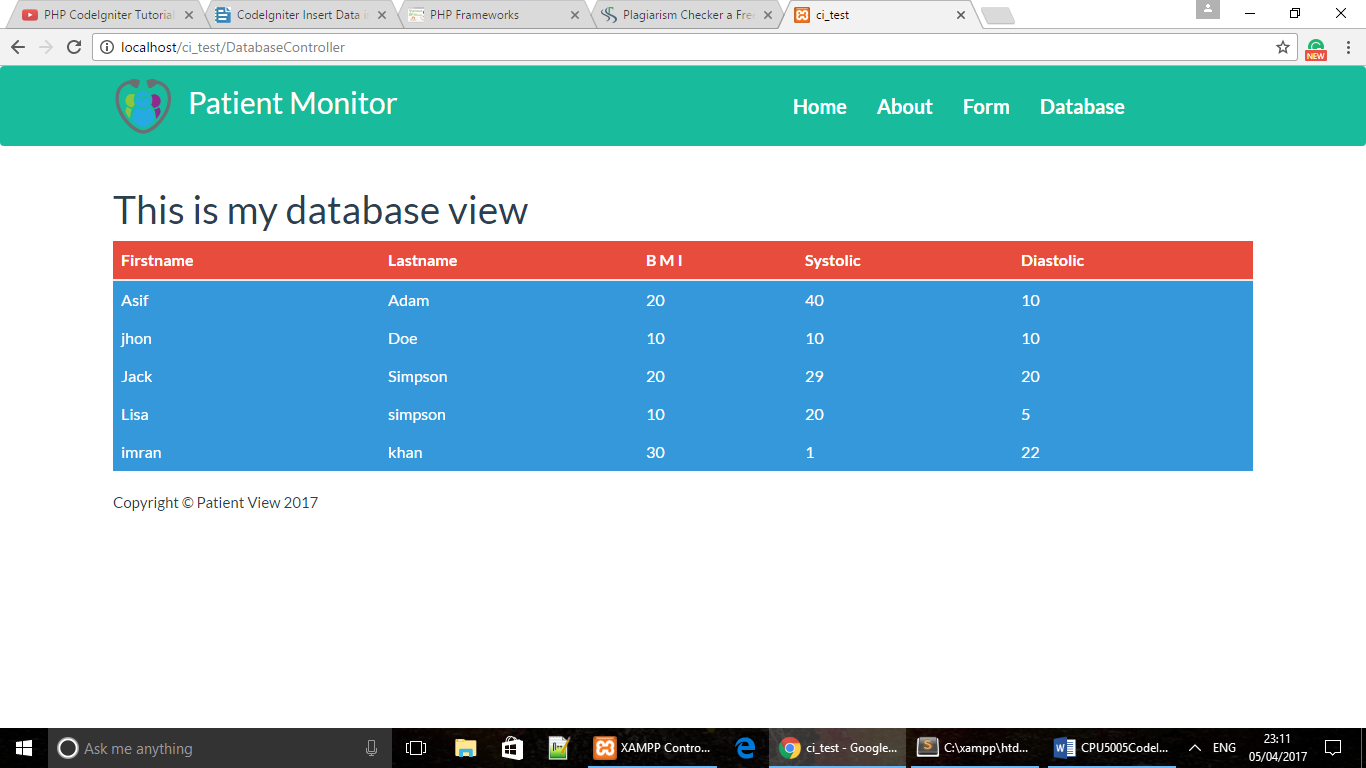 PHP CodeIgniter Tutorial
CodeIgniter Insert Data i
PHP Frameworks
Plagiarism Checker a Free
ci_test
localhost/ci_test/DatabaseController
NEW
Patient Monitor
Home About Form Database
This is my database view
Firstname Lastname B M I Systolic Diastolic
Asif Adam 20 40 10
jhon Doe 10 10 10
Jack Simpson 20 29 20
Lisa simpson 10 20 5
imran khan 30 1 22
Copyright © Patient View 2017
Ask me anything
XAMPP Contro...
ci_test - Google...
C:\xampp\htd...
CPU5005CodeI...
ENG
23:11
05/04/2017